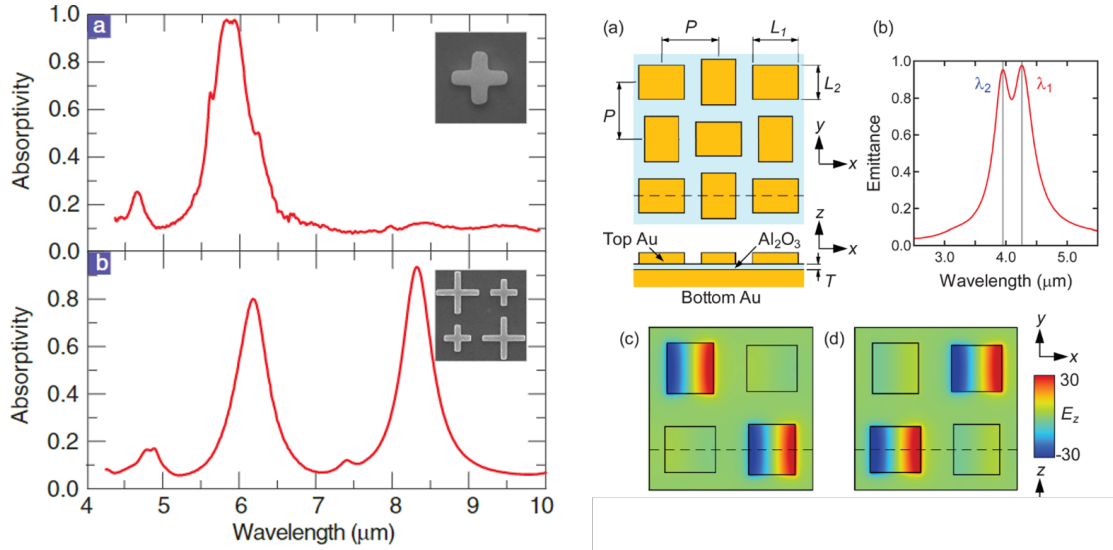 a
1.0
0.8
0.6
0.4
0.2
0.0
Absorptivity
b
1.0
0.8
0.6
0.4
0.2
0.0
Absorptivity
4 5 6 7 8 9 10
Wavelength (μm)
(a)
P
L1
L2
P
y
x
z
x
Top Au
Al2O3
T
Bottom Au
(b)
λ2
λ1
1.0
0.8
0.6
0.4
0.2
0.0
Emittance
3.0 4.0 5.0
Wavelength (μm)
(c)
(d)
y
x
30
Ez
-30
z